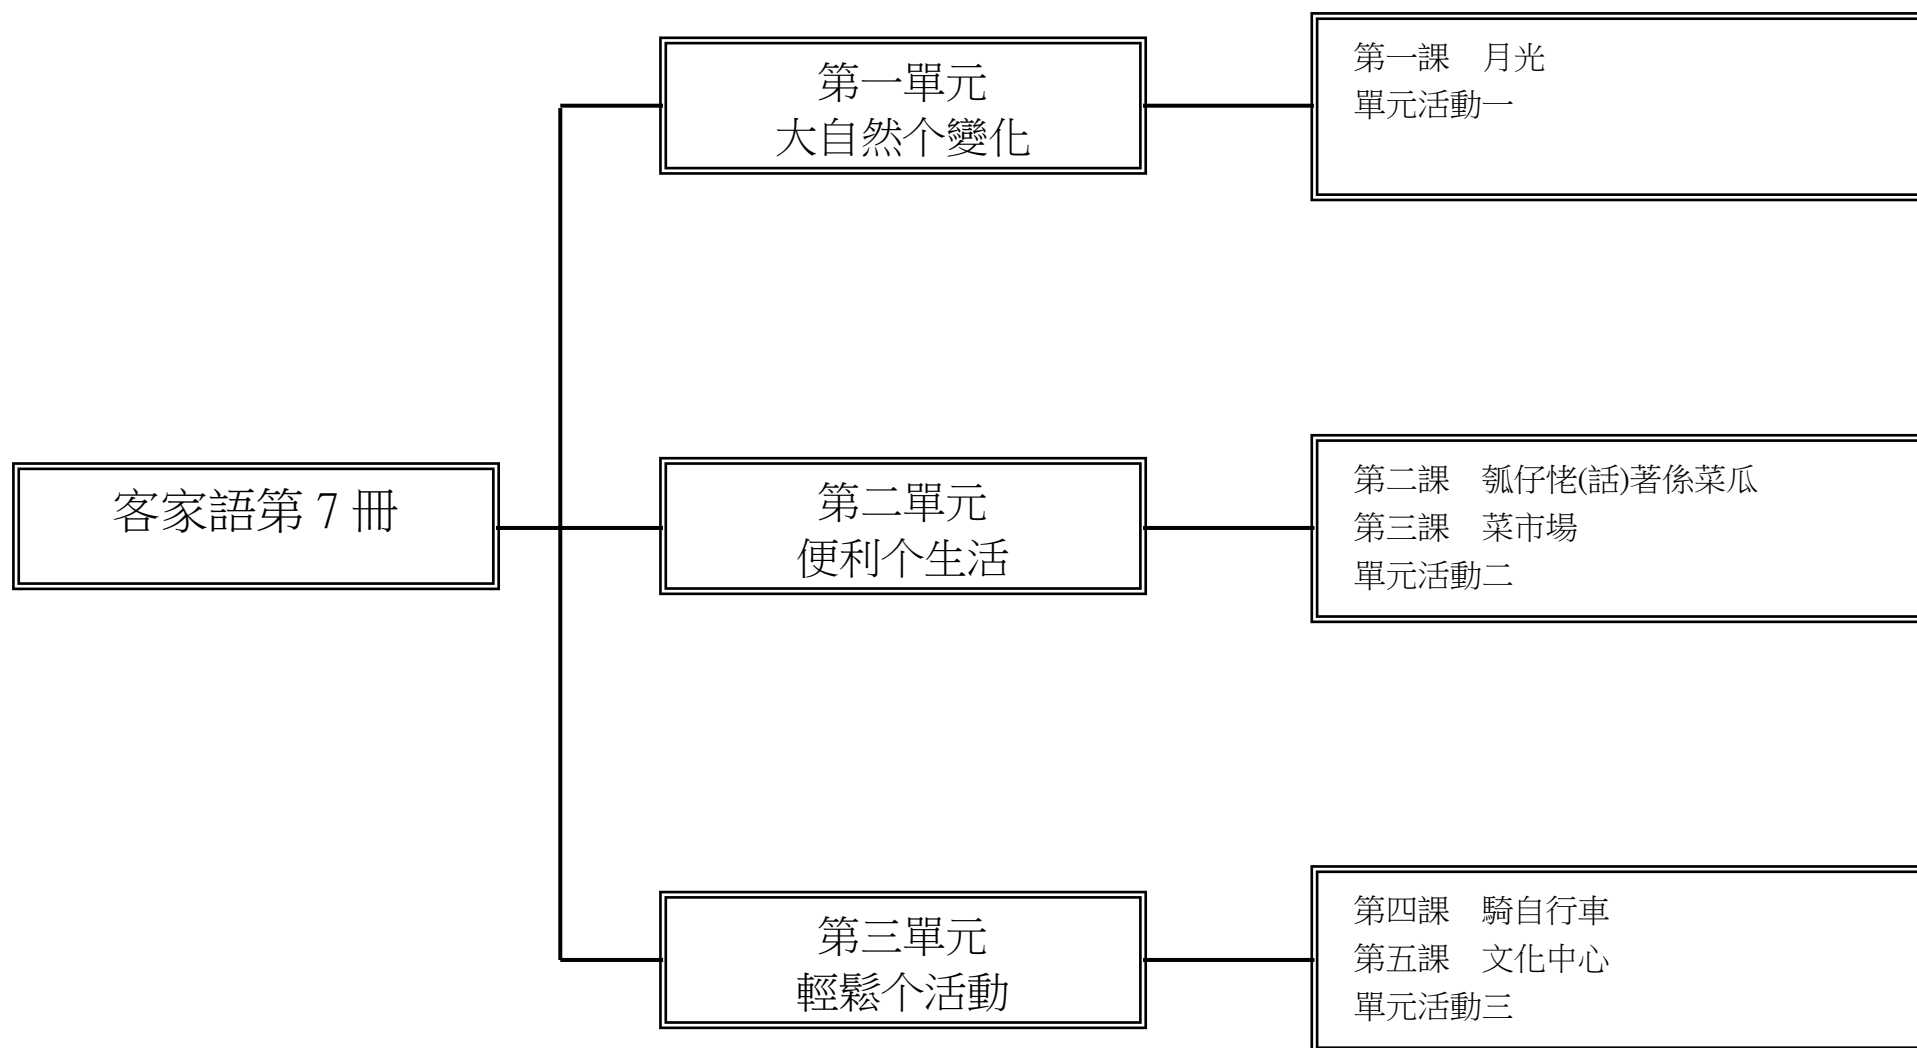 客家語第 7 冊
第一單元
大自然个變化
第一課　月光
單元活動一
第二單元
便利个生活
第二課　瓠仔恅(話)著係菜瓜
第三課　菜市場
單元活動二
第三單元
輕鬆个活動
第四課　騎自行車
第五課　文化中心
單元活動三